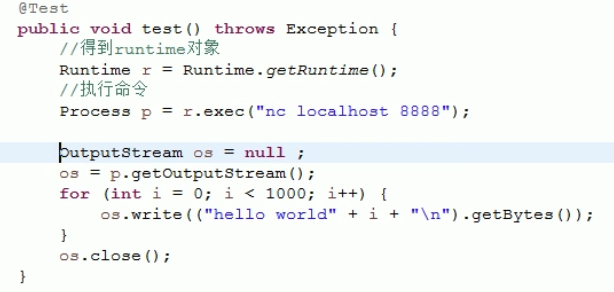 @Test
public void test() throws Exception {
//得到runtime对象
Runtime r = Runtime.getRuntime();
//执行命令
Process p = r.exec("nc localhost 8888");
OutputStream os = null ;
os = p.getOutputStream();
for (int i = 0; i < 1000; i++) {
os.write(("hello world" + i + "\n").getBytes());
}
os.close();
}